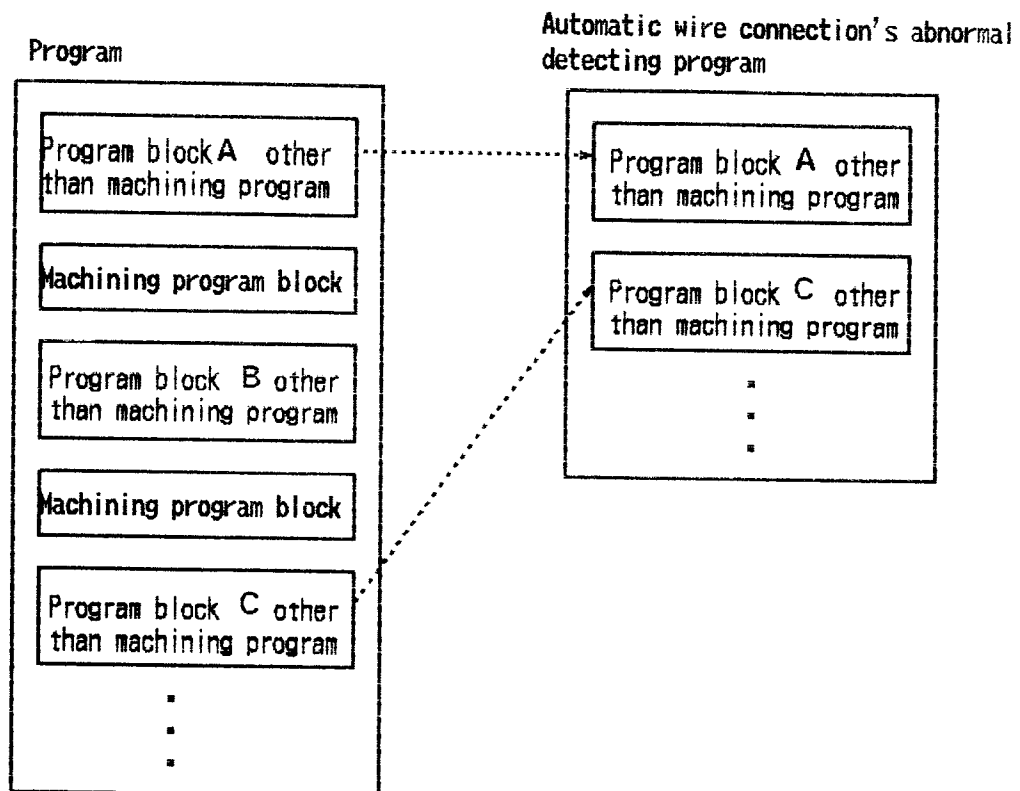 Program
Program block A other
than machining program
Machining program block
Program block B other
than machining program
Machining program block
Program block C other
than machining program
Automatic wire connection's abnormal
detecting program
Program block A other
than machining program
Program block C other
than machining program